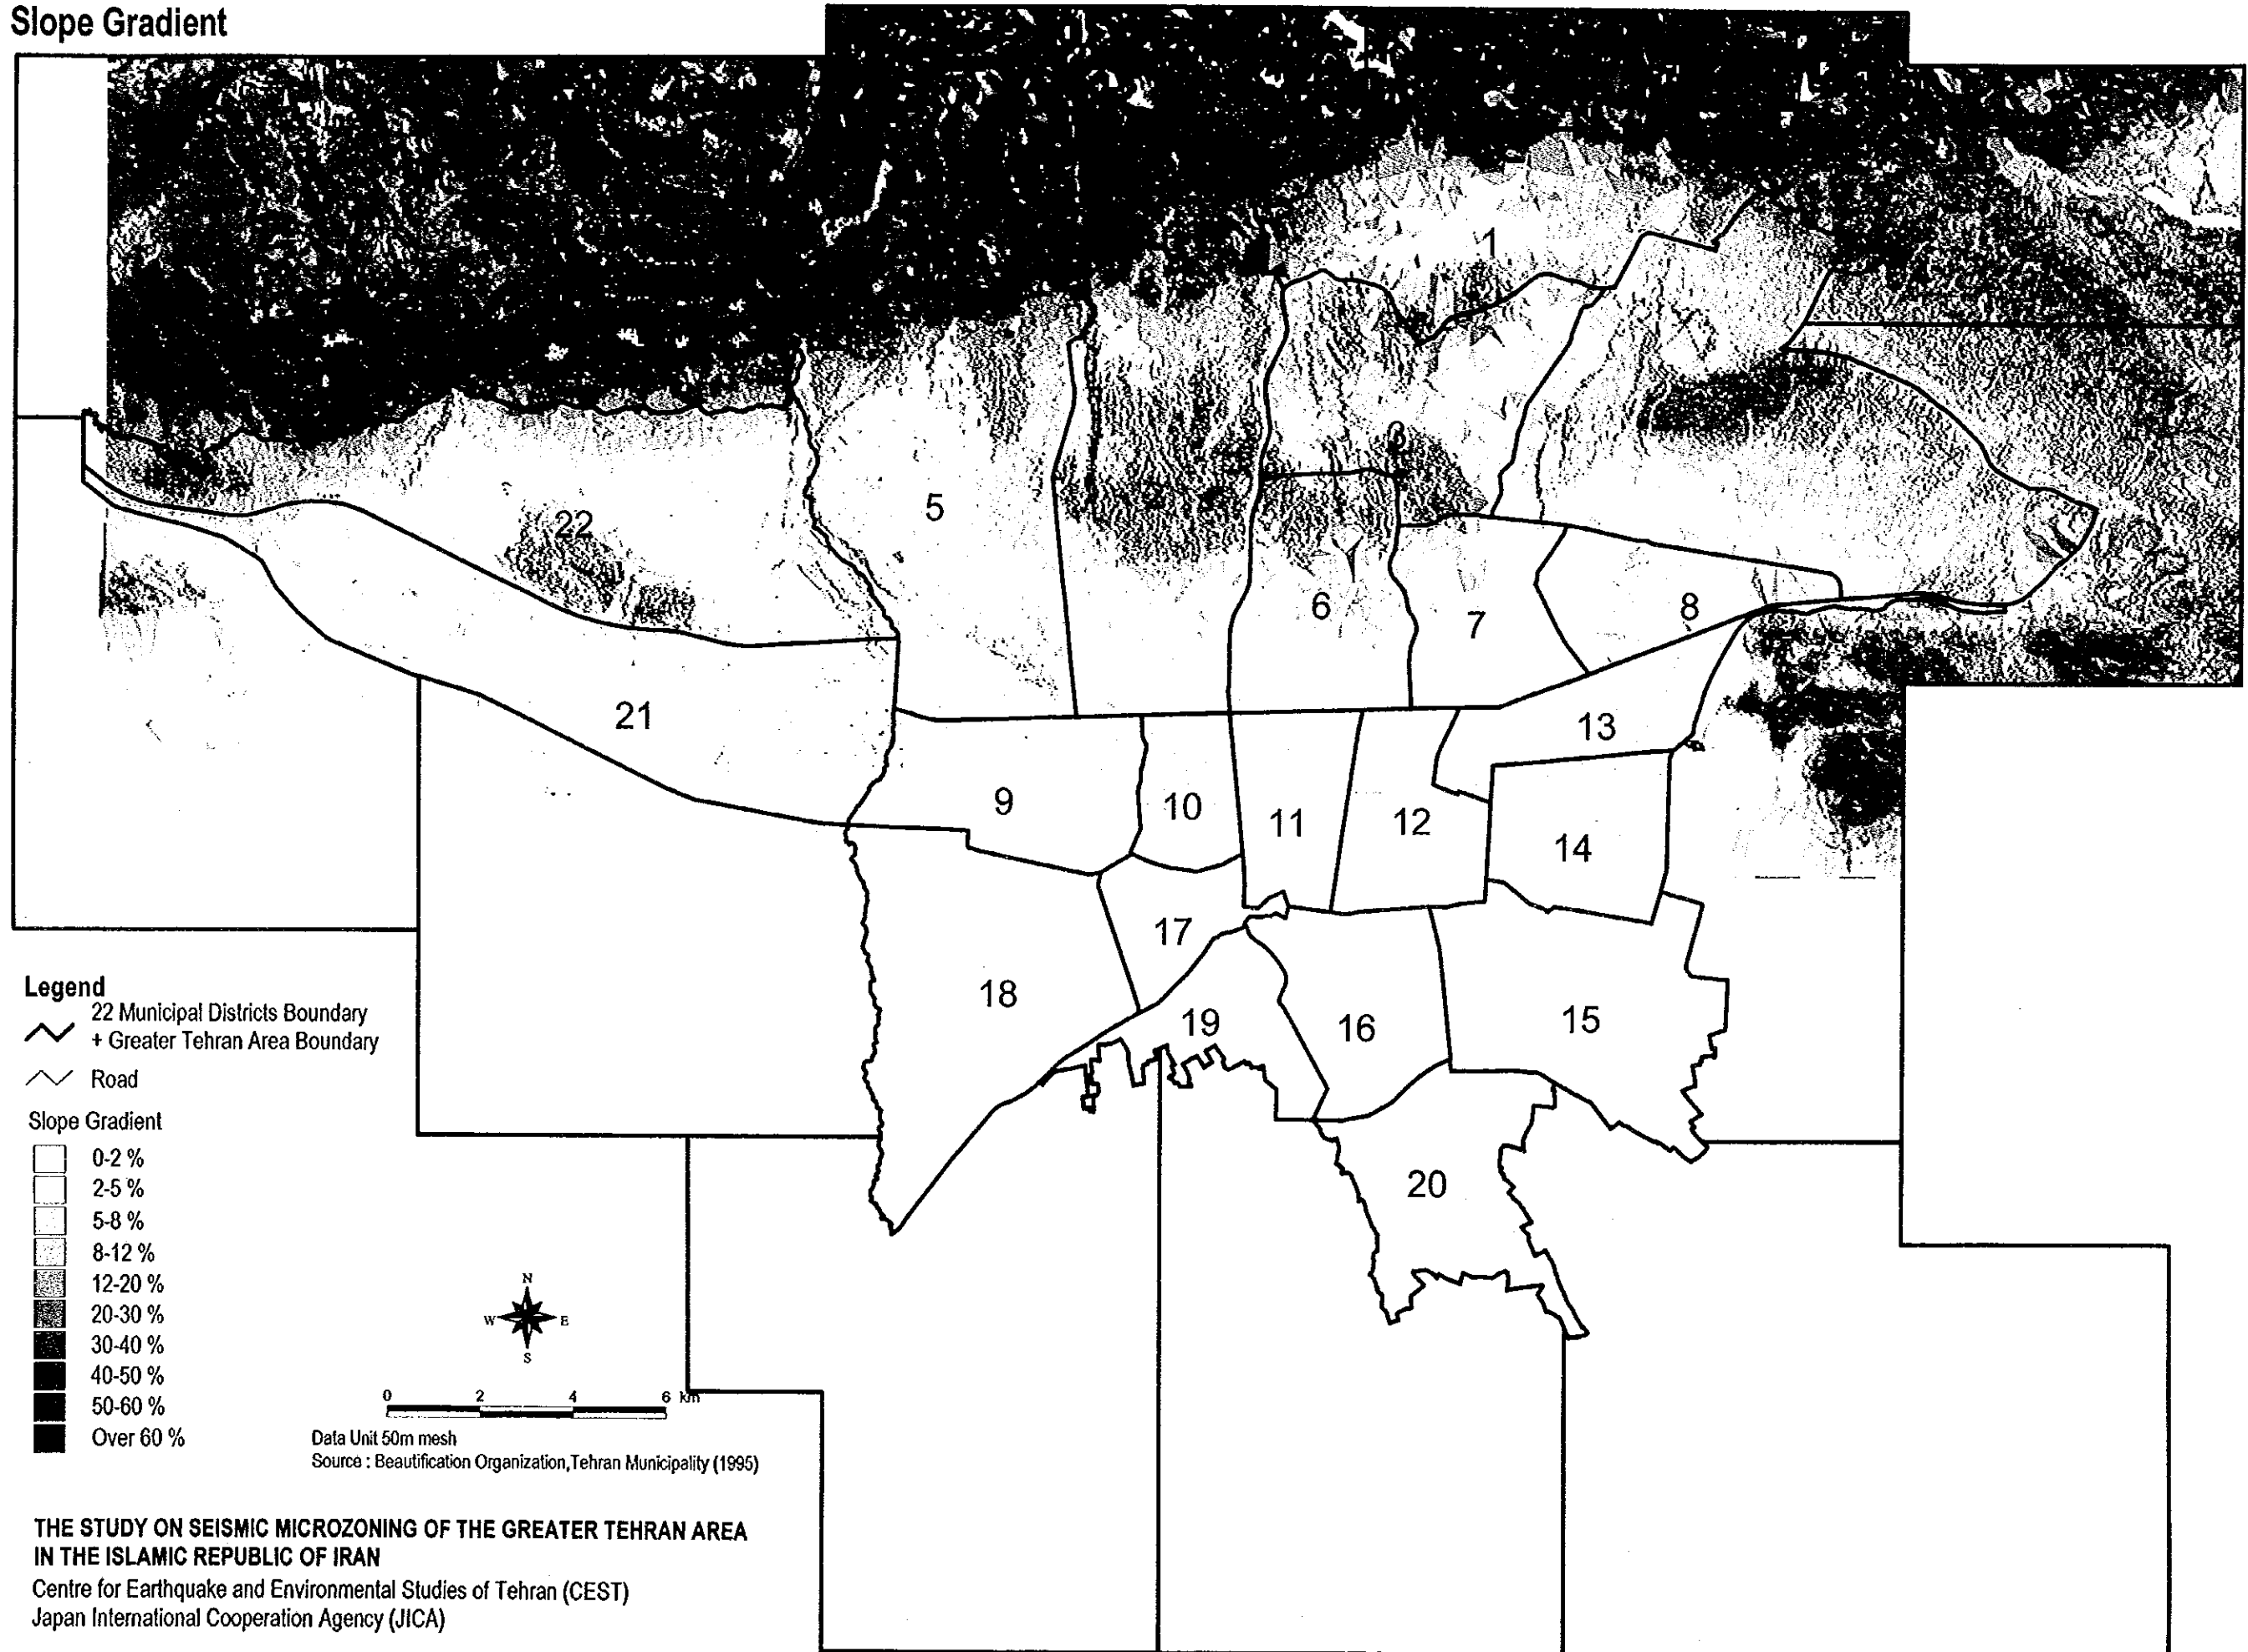 Slope Gradient
1
3
5
22
6
7
8
21
13
9
10
11
12
14
17
18
19
16
15
20
Legend
22 Municipal Districts Boundary
+ Greater Tehran Area Boundary
Road
Slope Gradient
0-2 %
2-5 %
5-8 %
8-12 %
12-20 %
20-30 %
30-40 %
40-50 %
50-60 %
Over 60 %
N
W E
S
0 2 4 6 km
Data Unit 50m mesh
Source : Beautification Organization,Tehran Municipality (1995)
THE STUDY ON SEISMIC MICROZONING OF THE GREATER TEHRAN AREA
IN THE ISLAMIC REPUBLIC OF IRAN
Centre for Earthquake and Environmental Studies of Tehran (CEST)
Japan International Cooperation Agency (JICA)